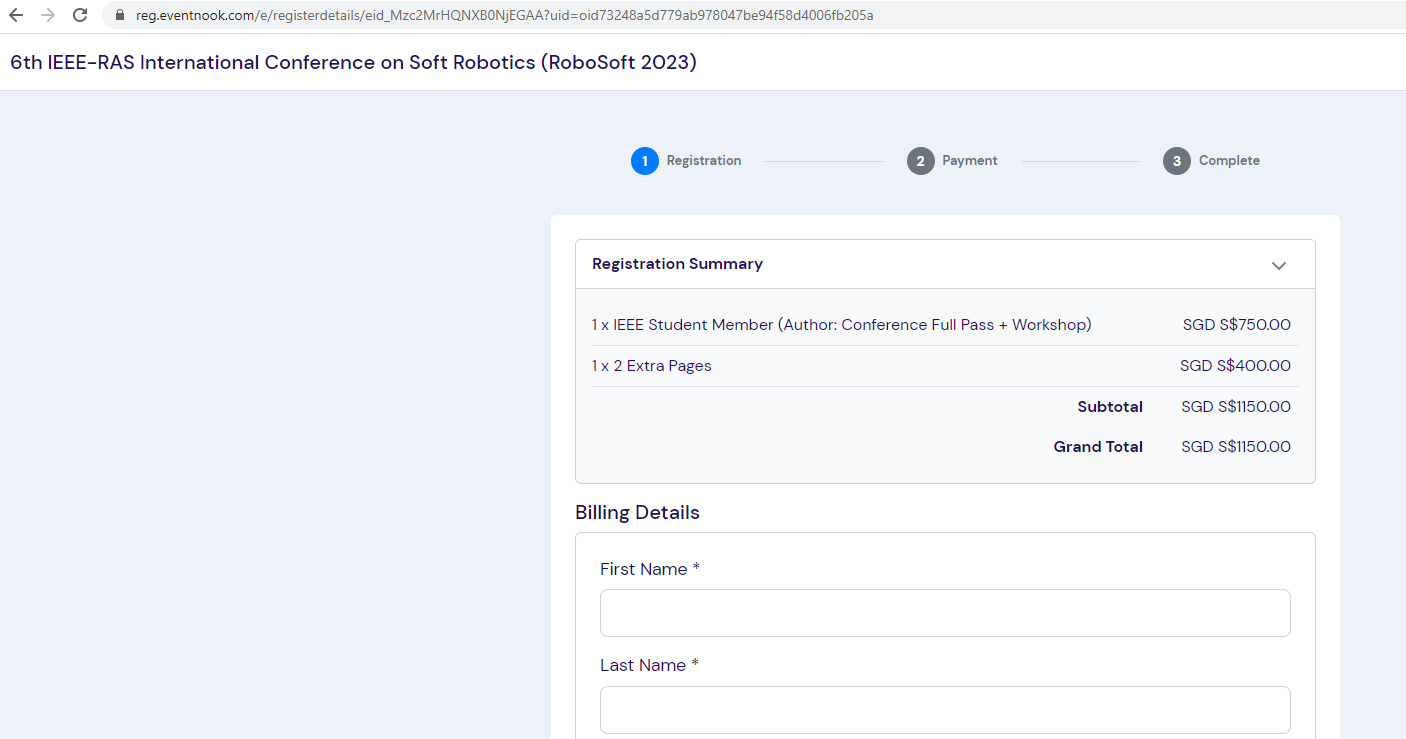 reg.eventnook.com/e/registerdetails/eid_Mzc2MrHQNXB0NjEGAA?uid=oid73248a5d779ab978047be94f58d4006fb205a
6th IEEE-RAS International Conference on Soft Robotics (RoboSoft 2023)
1 Registration 2 Payment 3 Complete
Registration Summary
1 x IEEE Student Member (Author: Conference Full Pass + Workshop) SGD S$750.00
1 x 2 Extra Pages SGD S$400.00
Subtotal SGD S$1150.00
Grand Total SGD S$1150.00
Billing Details
First Name *
Last Name *